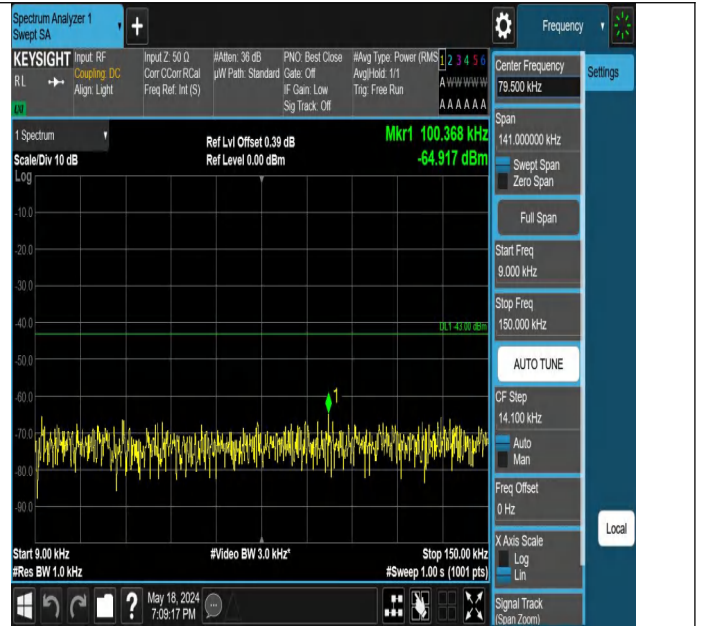 Spectrum Analyzer 1
Swept SA
Frequency
KEYSIGHT
Input: RF
Coupling: DC
Align: Light
Input Z: 50 Ω
Corr CCorr RCal
Freq Ref: Int (S)
#Atten: 36 dB
µW Path: Standard
PNO: Best Close
Gate: Off
IF Gain: Low
Sig Track: Off
#Avg Type: Power (RMS
Avg|Hold: 1/1
Trig: Free Run
1 2 3 4 5 6
A W W W W W
A A A A A A
R L
1 Spectrum
Scale/Div 10 dB
Log
Ref Lvl Offset 0.39 dB
Ref Level 0.00 dBm
Mkr1 100.368 kHz
-64.917 dBm
-10.0
-20.0
-30.0
-40.0
DL1 -43.00 dBm
-50.0
-60.0
1
-70.0
-80.0
-90.0
Start 9.00 kHz
#Res BW 1.0 kHz
#Video BW 3.0 kHz*
Stop 150.00 kHz
#Sweep 1.00 s (1001 pts)
May 18, 2024
7:09:17 PM
Center Frequency
79.500 kHz
Settings
Span
141.000000 kHz
Swept Span
Zero Span
Full Span
Start Freq
9.000 kHz
Stop Freq
150.000 kHz
AUTO TUNE
CF Step
14.100 kHz
Auto
Man
Freq Offset
0 Hz
Local
X Axis Scale
Log
Lin
Signal Track
(Span Zoom)